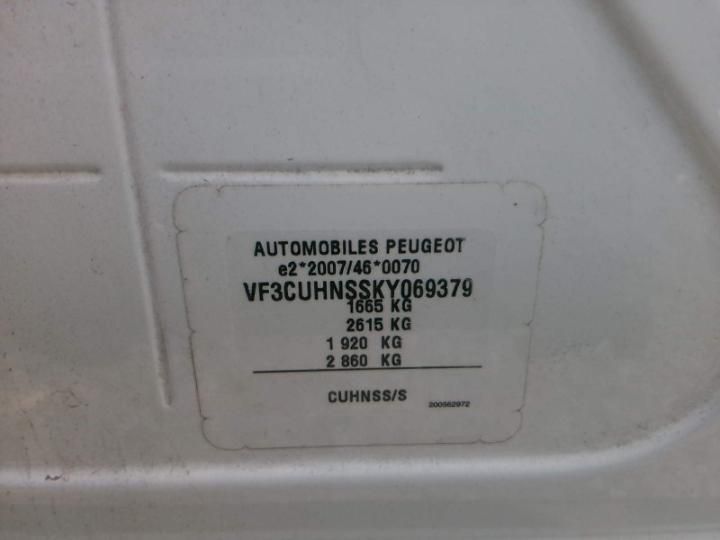 AUTOMOBILES PEUGEOT
e2*2007/46*0070
VF3CUHNSSKY069379
1665 KG
2615 KG
1 920 KG
2 860 KG
CUHNSS/S
200562972